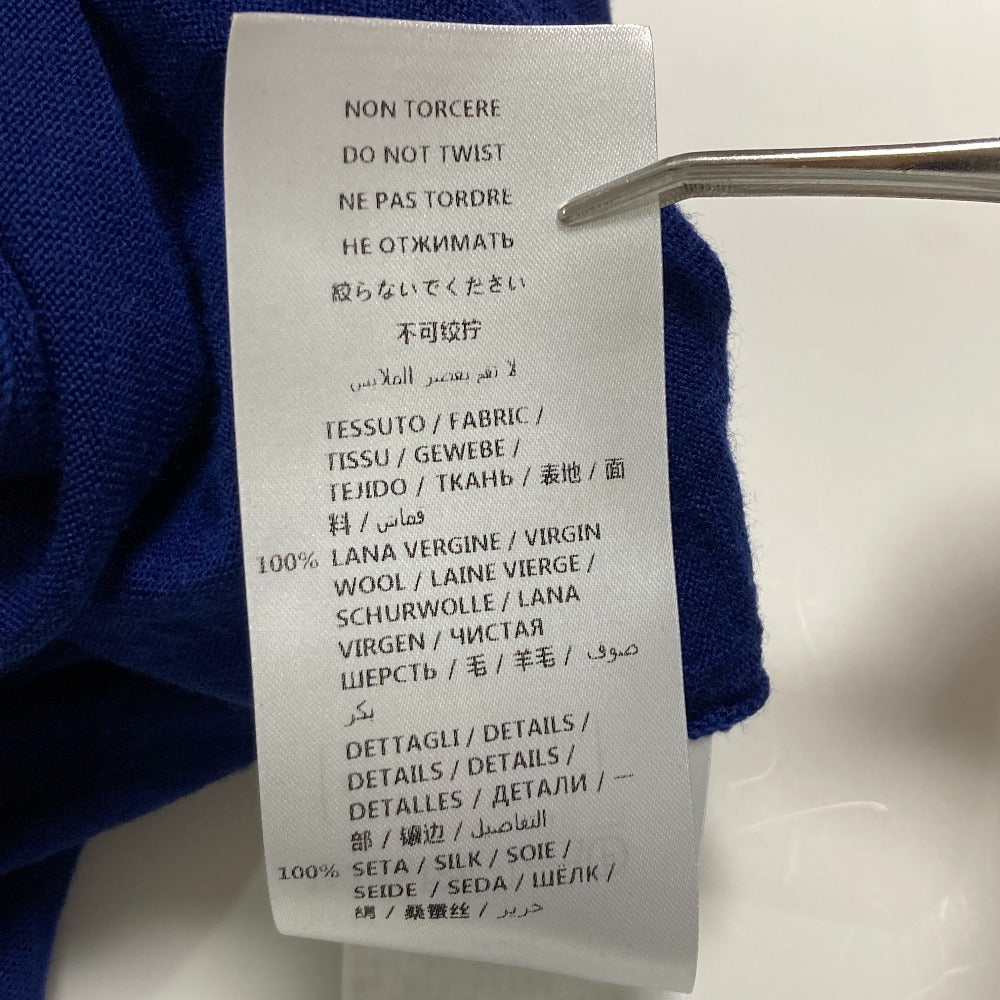 NON TORCERE
DO NOT TWIST
NE PAS TORDRE
НЕ ОТЖИМАТЬ
絞らないでください
不可绞拧
لا تقم بعصر الملابس
TESSUTO / FABRIC /
TISSU / GEWEBE /
TEJIDO / ТКАНЬ / 表地 / 面
料 / قماش
100% LANA VERGINE / VIRGIN
WOOL / LAINE VIERGE /
SCHURWOLLE / LANA
VIRGEN / ЧИСТАЯ
ШЕРСТЬ / 毛 / 羊毛 / صوف
بكر
DETTAGLI / DETAILS /
DETAILS / DETAILS /
DETALLES / ДЕТАЛИ / 一
部 / 镶边 / التفاصيل
100% SETA / SILK / SOIE /
SEIDE / SEDA / ШЁЛК /
絹 / 桑蚕丝 / حرير